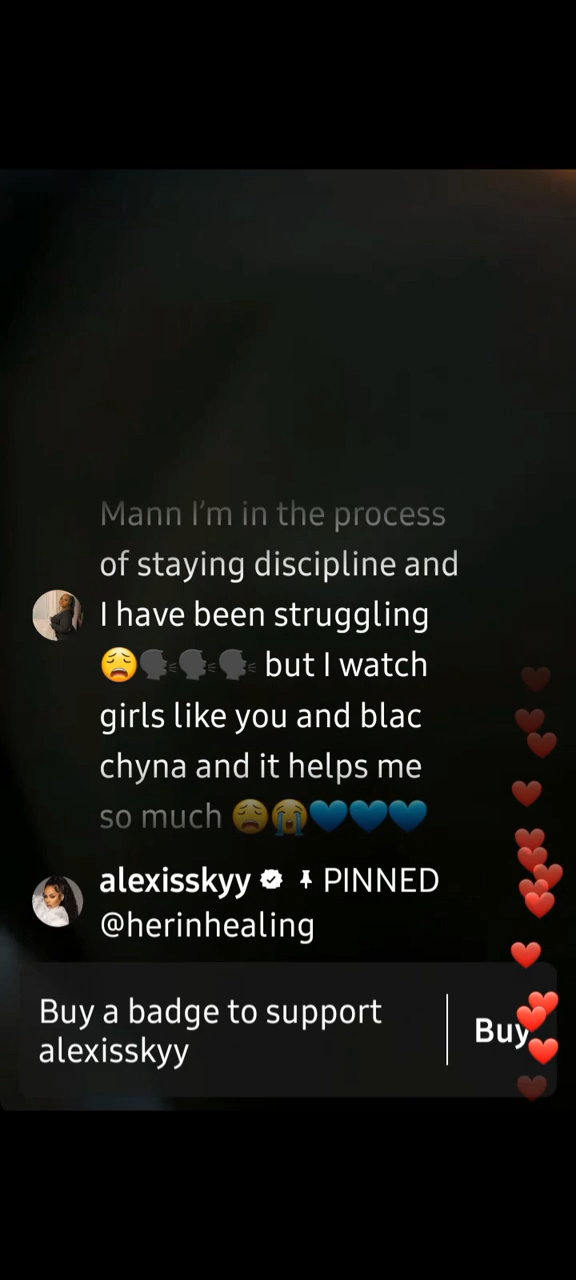 Mann I’m in the process
of staying discipline and
I have been struggling
😩🗣️🗣️🗣️ but I watch
girls like you and blac
chyna and it helps me
so much 😩😭💙💙💙
alexisskyy PINNED
@herinhealing
Buy a badge to support
alexisskyy
Buy